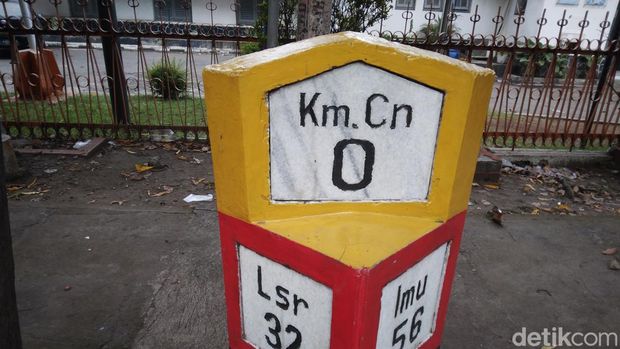 Km.Cn
0
Lsr
32
Imu
56
detikcom